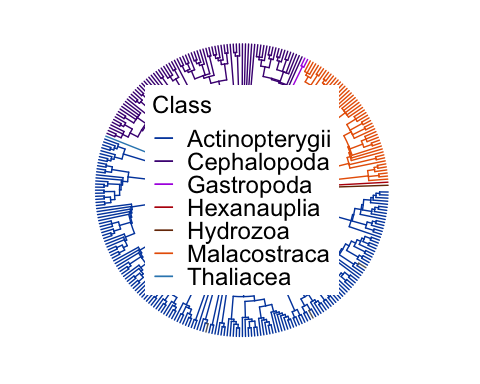 Class
Actinopterygii
Cephalopoda
Gastropoda
Hexanauplia
Hydrozoa
Malacostraca
Thaliacea